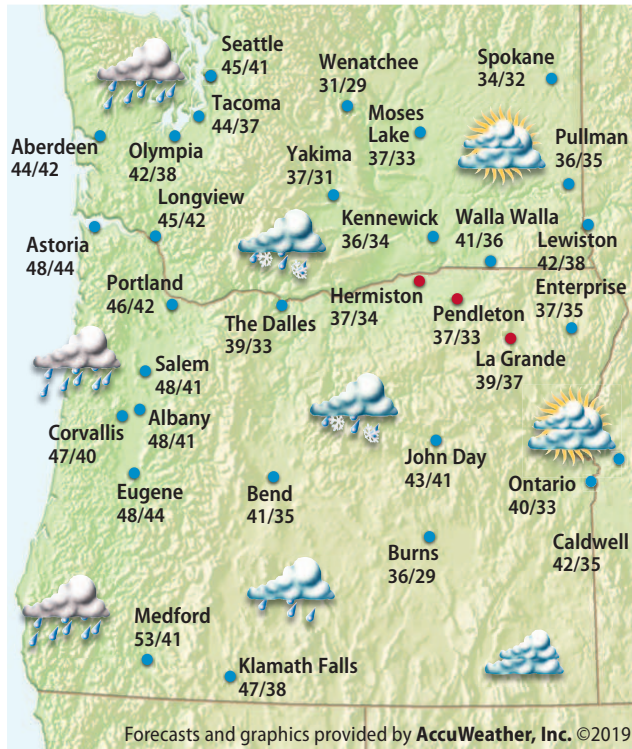 Seattle
45/41
Wenatchee
31/29
Spokane
34/32
Tacoma
44/37
Moses
Lake
37/33
Aberdeen
44/42
Olympia
42/38
Yakima
37/31
Pullman
36/35
Longview
45/42
Kennewick
36/34
Walla Walla
41/36
Lewiston
42/38
Astoria
48/44
Portland
46/42
The Dalles
39/33
Hermiston
37/34
Pendleton
37/33
Enterprise
37/35
La Grande
39/37
Salem
48/41
Albany
48/41
Corvallis
47/40
John Day
43/41
Eugene
48/44
Bend
41/35
Ontario
40/33
Burns
36/29
Caldwell
42/35
Medford
53/41
Klamath Falls
47/38
Forecasts and graphics provided by AccuWeather, Inc. ©2019